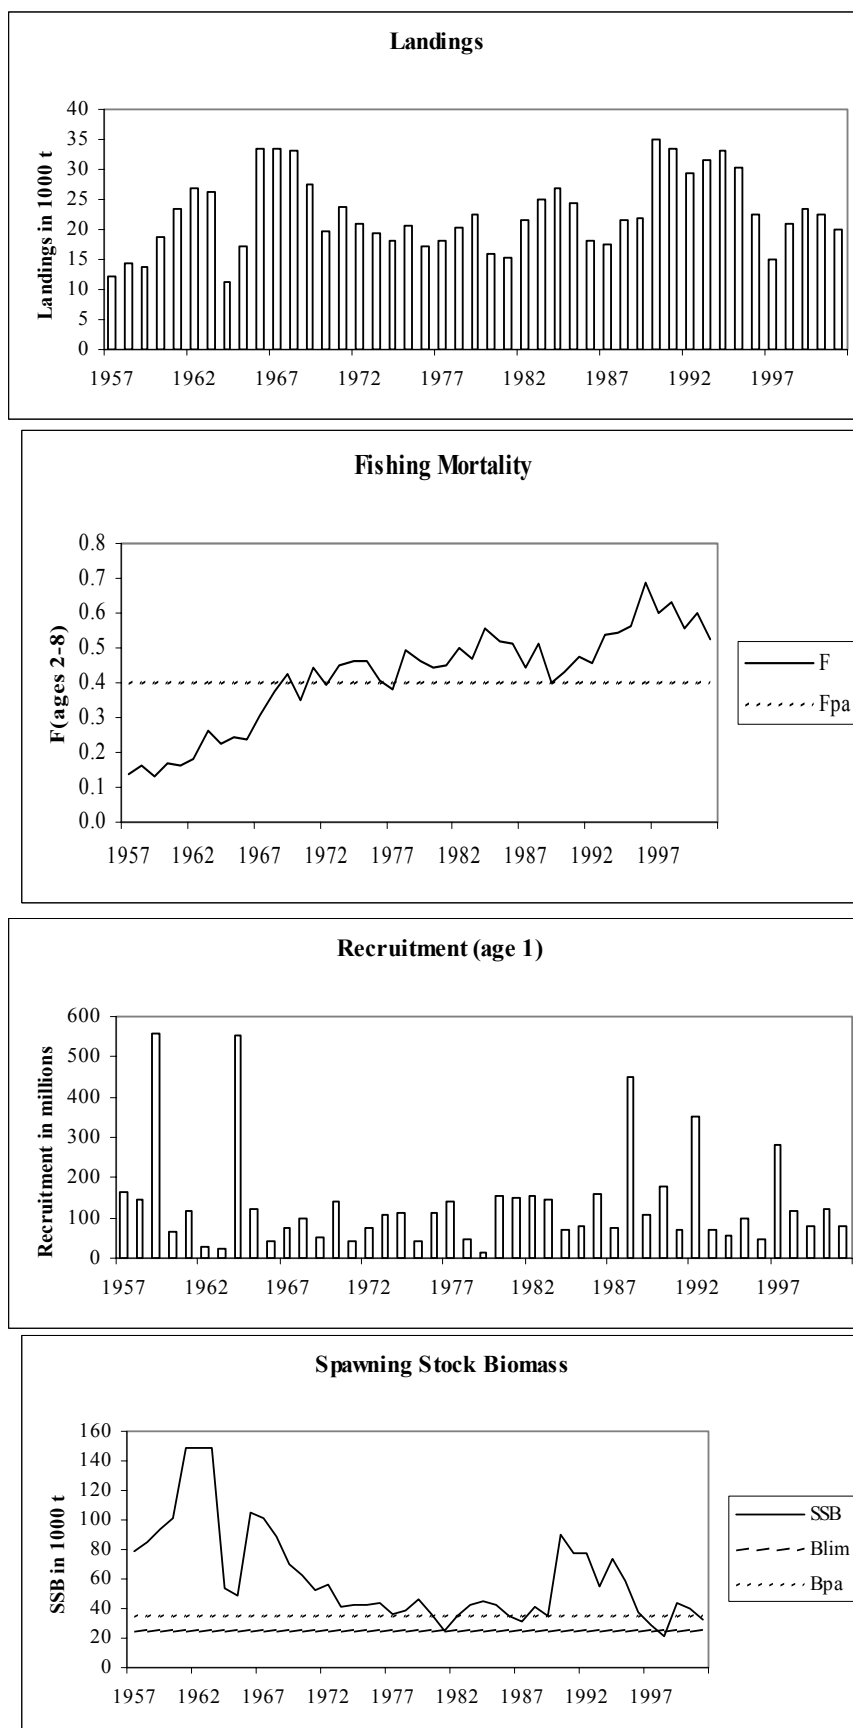 Landings
Landings in 1000 t
40
35
30
25
20
15
10
5
0
1957 1962 1967 1972 1977 1982 1987 1992 1997
Fishing Mortality
F(ages 2-8)
0.8
0.7
0.6
0.5
0.4
0.3
0.2
0.1
0.0
1957 1962 1967 1972 1977 1982 1987 1992 1997
F
Fpa
Recruitment (age 1)
Recruitment in millions
600
500
400
300
200
100
0
1957 1962 1967 1972 1977 1982 1987 1992 1997
Spawning Stock Biomass
SSB in 1000 t
160
140
120
100
80
60
40
20
0
1957 1962 1967 1972 1977 1982 1987 1992 1997
SSB
Blim
Bpa